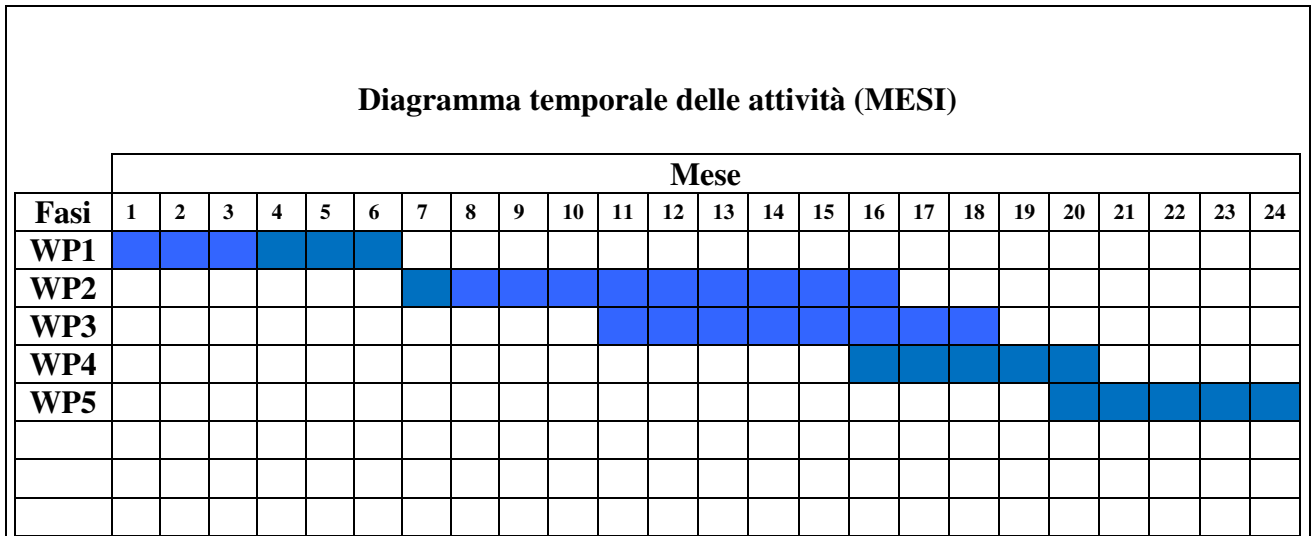 Diagramma temporale delle attività (MESI)
Mese
Fasi 1 2 3 4 5 6 7 8 9 10 11 12 13 14 15 16 17 18 19 20 21 22 23 24
WP1
WP2
WP3
WP4
WP5